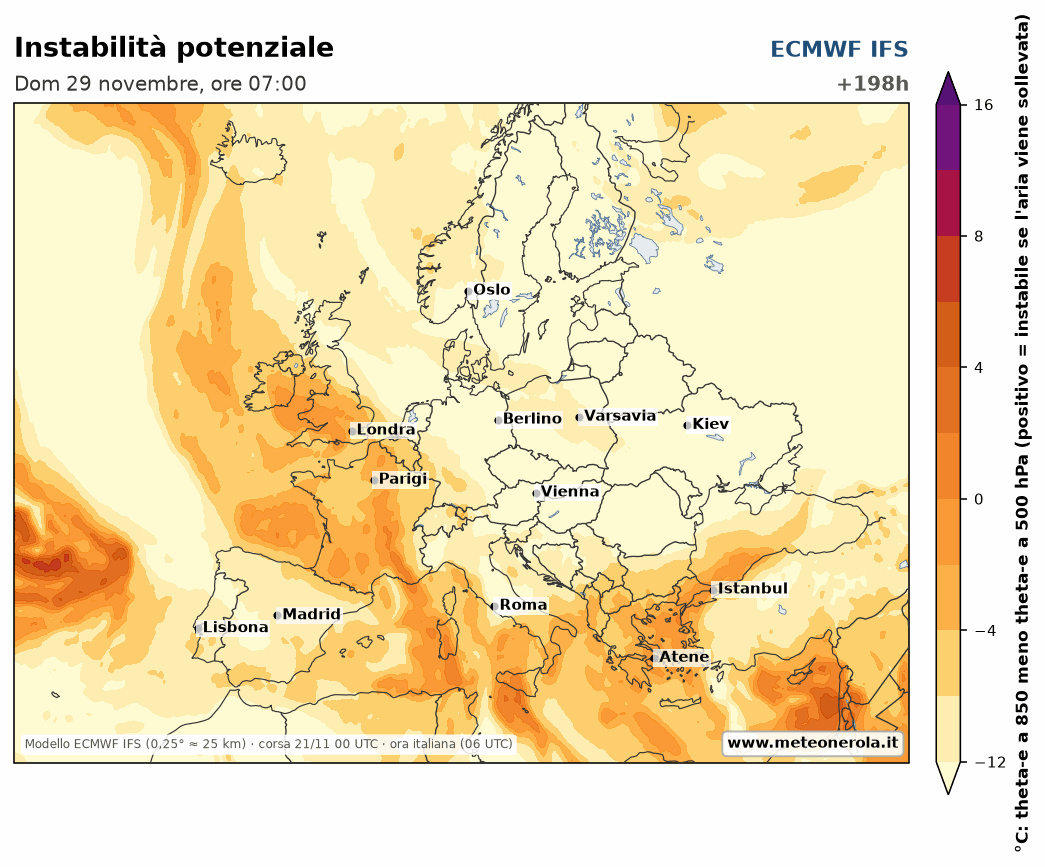 Instabilità potenziale
ECMWF IFS
Dom 29 novembre, ore 07:00
+198h
Oslo
Berlino
Varsavia
Kiev
Londra
Parigi
Vienna
Istanbul
Roma
Madrid
Lisbona
Atene
Modello ECMWF IFS (0,25° ≈ 25 km) · corsa 21/11 00 UTC · ora italiana (06 UTC)
www.meteonerola.it
16
8
4
0
−4
−12
°C: theta-e a 850 meno theta-e a 500 hPa (positivo = instabile se l'aria viene sollevata)